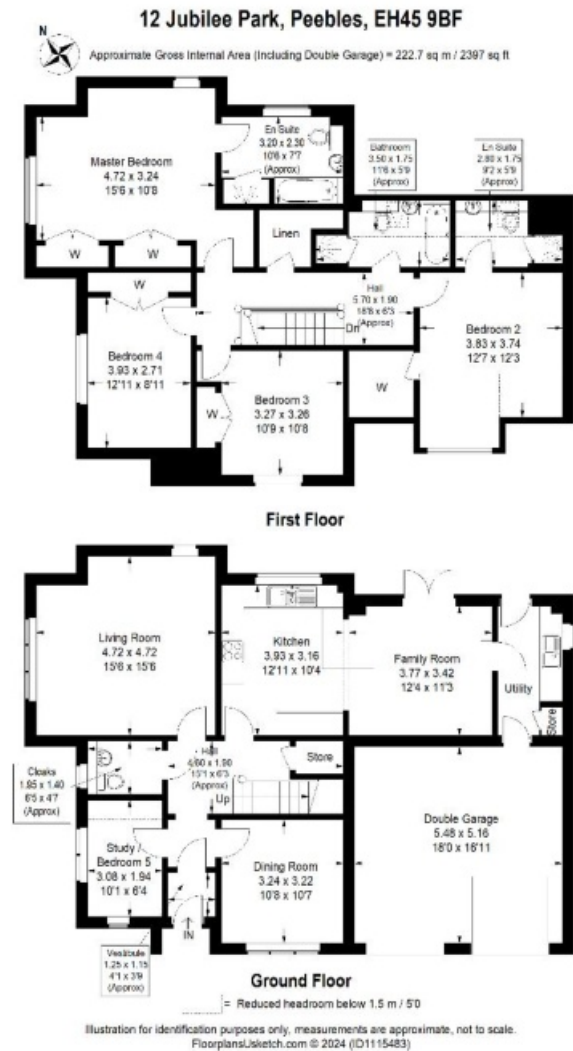 12 Jubilee Park, Peebles, EH45 9BF
N
Approximate Gross Internal Area (Including Double Garage) = 222.7 sq m / 2397 sq ft
Master Bedroom
4.72 x 3.24
15'6 x 10'8
En Suite
3.20 x 2.30
10'6 x 7'7
(Approx)
Bathroom
3.50 x 1.75
11'6 x 5'9
(Approx)
En Suite
2.80 x 1.75
9'2 x 5'9
(Approx)
W
W
Linen
W
Hall
5.70 x 1.90
18'8 x 6'3
(Approx)
Dn
Bedroom 4
3.93 x 2.71
12'11 x 8'11
Bedroom 2
3.83 x 3.74
12'7 x 12'3
W
Bedroom 3
3.27 x 3.26
10'9 x 10'8
W
First Floor
Living Room
4.72 x 4.72
15'6 x 15'6
Kitchen
3.93 x 3.16
12'11 x 10'4
Family Room
3.77 x 3.42
12'4 x 11'3
Utility
Store
Cloaks
1.95 x 1.40
6'5 x 4'7
(Approx)
Hall
4.60 x 1.90
15'1 x 6'3
(Approx)
Store
Up
Double Garage
5.48 x 5.16
18'0 x 16'11
Study /
Bedroom 5
3.08 x 1.94
10'1 x 6'4
Dining Room
3.24 x 3.22
10'8 x 10'7
IN
Vestibule
1.25 x 1.15
4'1 x 3'9
(Approx)
Ground Floor
= Reduced headroom below 1.5 m / 5'0
Illustration for identification purposes only, measurements are approximate, not to scale.
FloorplansUsketch.com © 2024 (ID1115483)